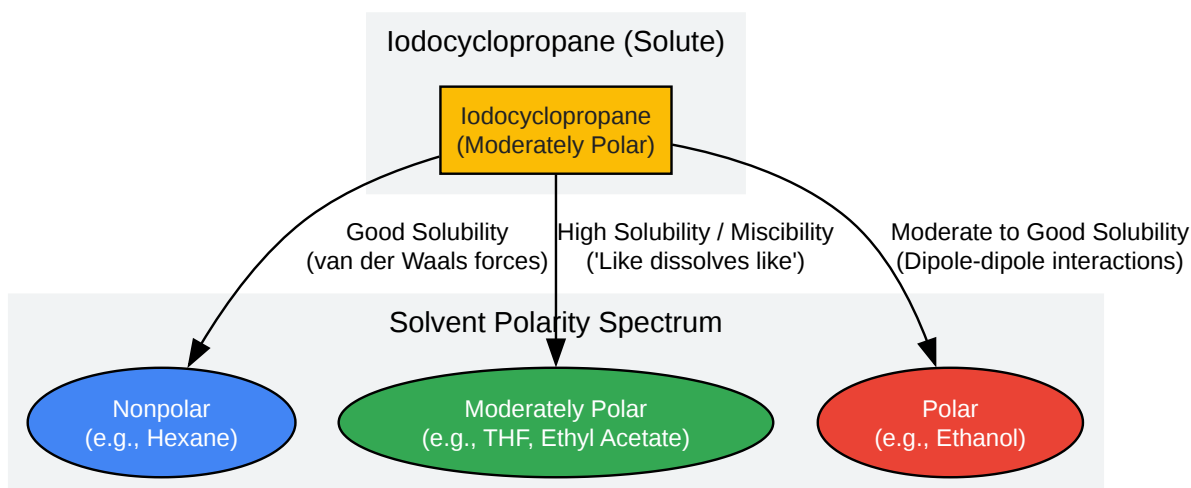 Iodocyclopropane (Solute)
Iodocyclopropane
(Moderately Polar)
Good Solubility
(van der Waals forces)
High Solubility / Miscibility
('Like dissolves like')
Moderate to Good Solubility
(Dipole-dipole interactions)
Solvent Polarity Spectrum
Nonpolar
(e.g., Hexane)
Moderately Polar
(e.g., THF, Ethyl Acetate)
Polar
(e.g., Ethanol)